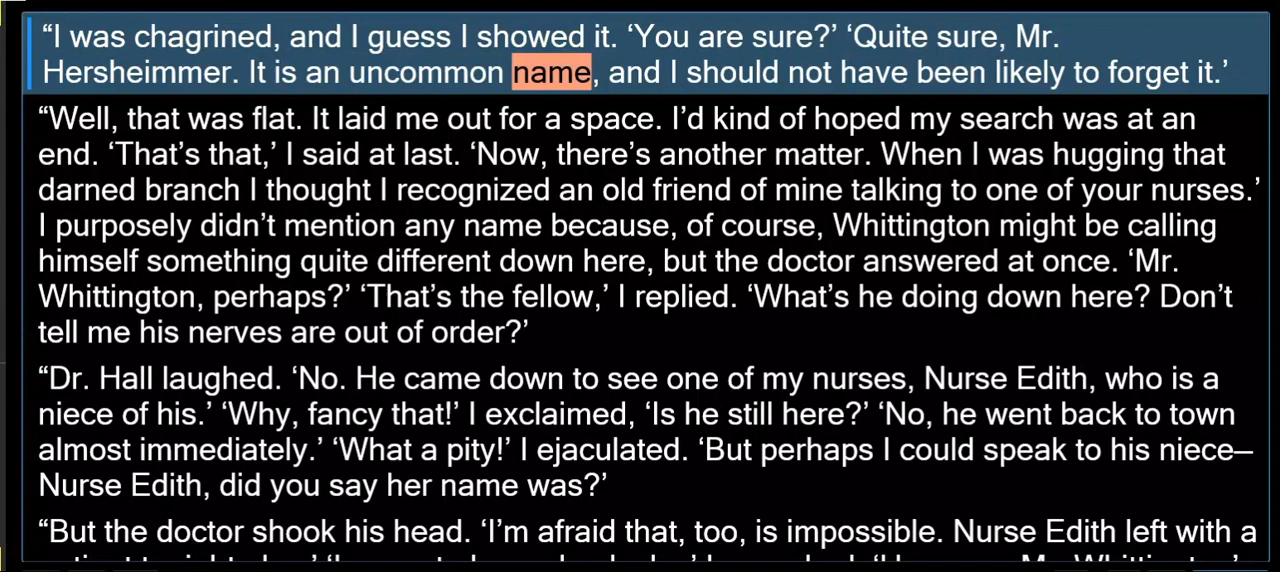 “I was chagrined, and I guess I showed it. ‘You are sure?’ ‘Quite sure, Mr.
Hersheimmer. It is an uncommon name, and I should not have been likely to forget it.’
“Well, that was flat. It laid me out for a space. I’d kind of hoped my search was at an
end. ‘That’s that,’ I said at last. ‘Now, there’s another matter. When I was hugging that
darned branch I thought I recognized an old friend of mine talking to one of your nurses.’
I purposely didn’t mention any name because, of course, Whittington might be calling
himself something quite different down here, but the doctor answered at once. ‘Mr.
Whittington, perhaps?’ ‘That’s the fellow,’ I replied. ‘What’s he doing down here? Don’t
tell me his nerves are out of order?’
“Dr. Hall laughed. ‘No. He came down to see one of my nurses, Nurse Edith, who is a
niece of his.’ ‘Why, fancy that!’ I exclaimed, ‘Is he still here?’ ‘No, he went back to town
almost immediately.’ ‘What a pity!’ I ejaculated. ‘But perhaps I could speak to his niece—
Nurse Edith, did you say her name was?’
“But the doctor shook his head. ‘I’m afraid that, too, is impossible. Nurse Edith left with a